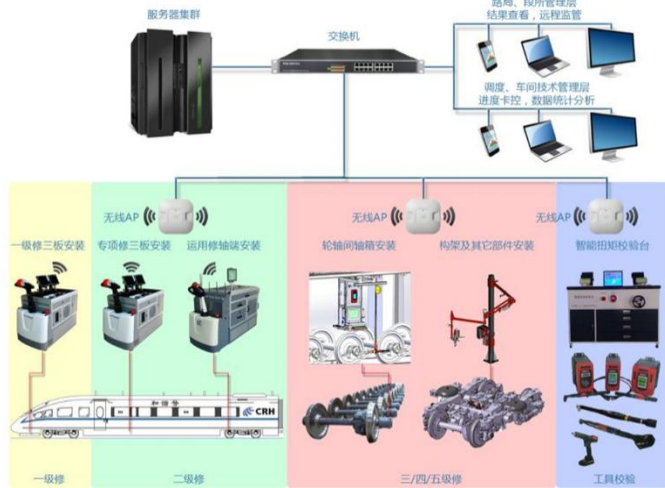 服务器集群
交换机
路局、段所管理层
结果查看，远程监管
调度、车间技术管理层
进度卡控，数据统计分析
无线AP
无线AP
无线AP
一级修三板安装
专项修三板安装
运用修轴端安装
轮轴间轴箱安装
构架及其它部件安装
智能扭矩校验台
和谐号
CRH
一级修
二级修
三/四/五级修
工具校验